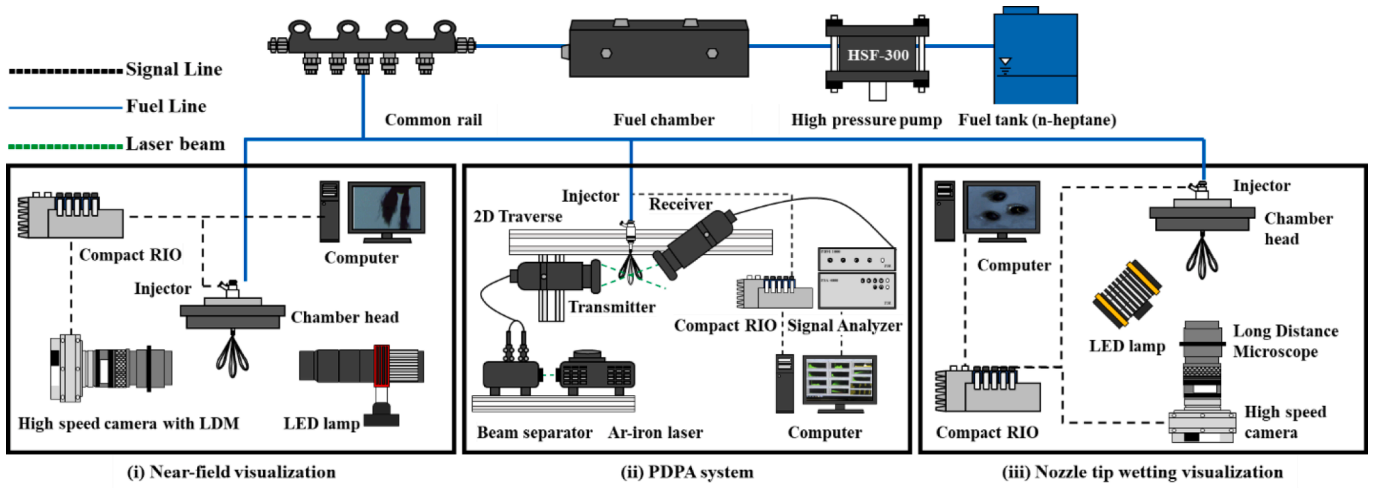 HSF-300
Signal Line
Fuel Line
Laser beam
Common rail
Fuel chamber
High pressure pump
Fuel tank (n-heptane)
Compact RIO
Computer
Injector
Chamber head
High speed camera with LDM
LED lamp
(i) Near-field visualization
Injector
Receiver
2D Traverse
Transmitter
Compact RIO
Signal Analyzer
Beam separator
Ar-iron laser
Computer
(ii) PDPA system
Injector
Computer
Chamber
head
LED lamp
Long Distance
Microscope
Compact RIO
High speed
camera
(iii) Nozzle tip wetting visualization